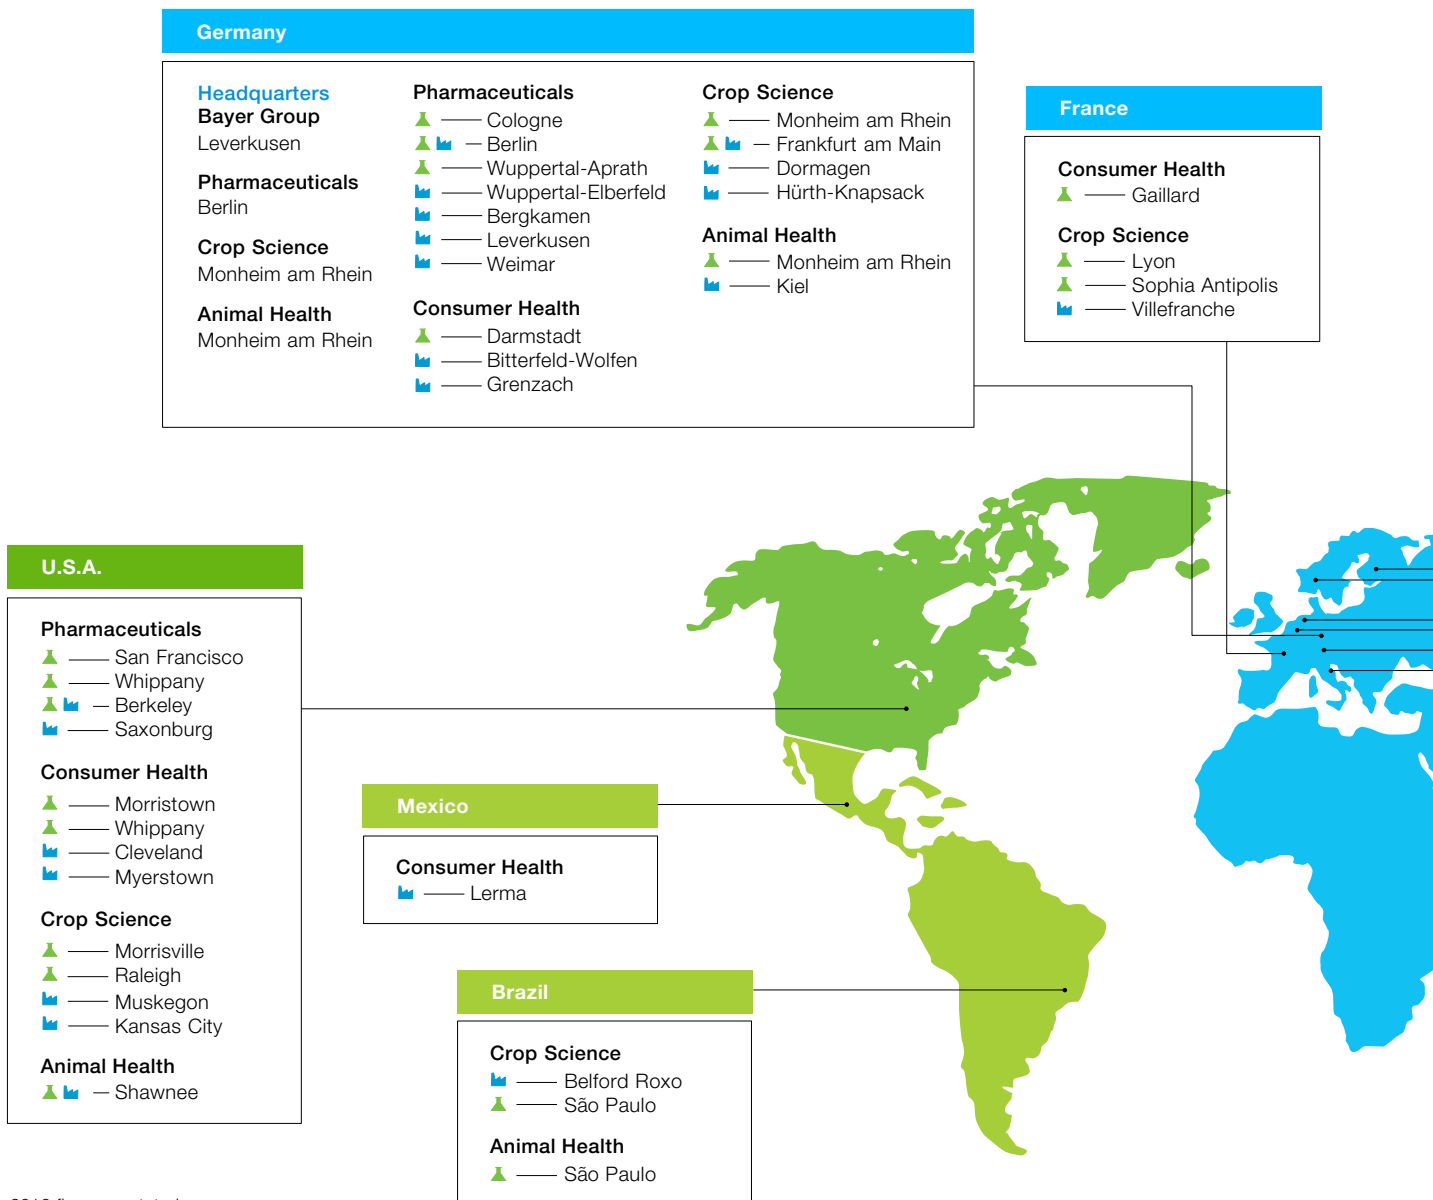 Germany
Headquarters
Bayer Group
Leverkusen
Pharmaceuticals
Berlin
Crop Science
Monheim am Rhein
Animal Health
Monheim am Rhein
Pharmaceuticals
Cologne
Berlin
Wuppertal-Aprath
Wuppertal-Elberfeld
Bergkamen
Leverkusen
Weimar
Consumer Health
Darmstadt
Bitterfeld-Wolfen
Grenzach
Crop Science
Monheim am Rhein
Frankfurt am Main
Dormagen
Hürth-Knapsack
Animal Health
Monheim am Rhein
Kiel
France
Consumer Health
Gaillard
Crop Science
Lyon
Sophia Antipolis
Villefranche
U.S.A.
Pharmaceuticals
San Francisco
Whippany
Berkeley
Saxonburg
Consumer Health
Morristown
Whippany
Cleveland
Myerstown
Crop Science
Morrisville
Raleigh
Muskegon
Kansas City
Animal Health
Shawnee
Mexico
Consumer Health
Lerma
Brazil
Crop Science
Belford Roxo
São Paulo
Animal Health
São Paulo